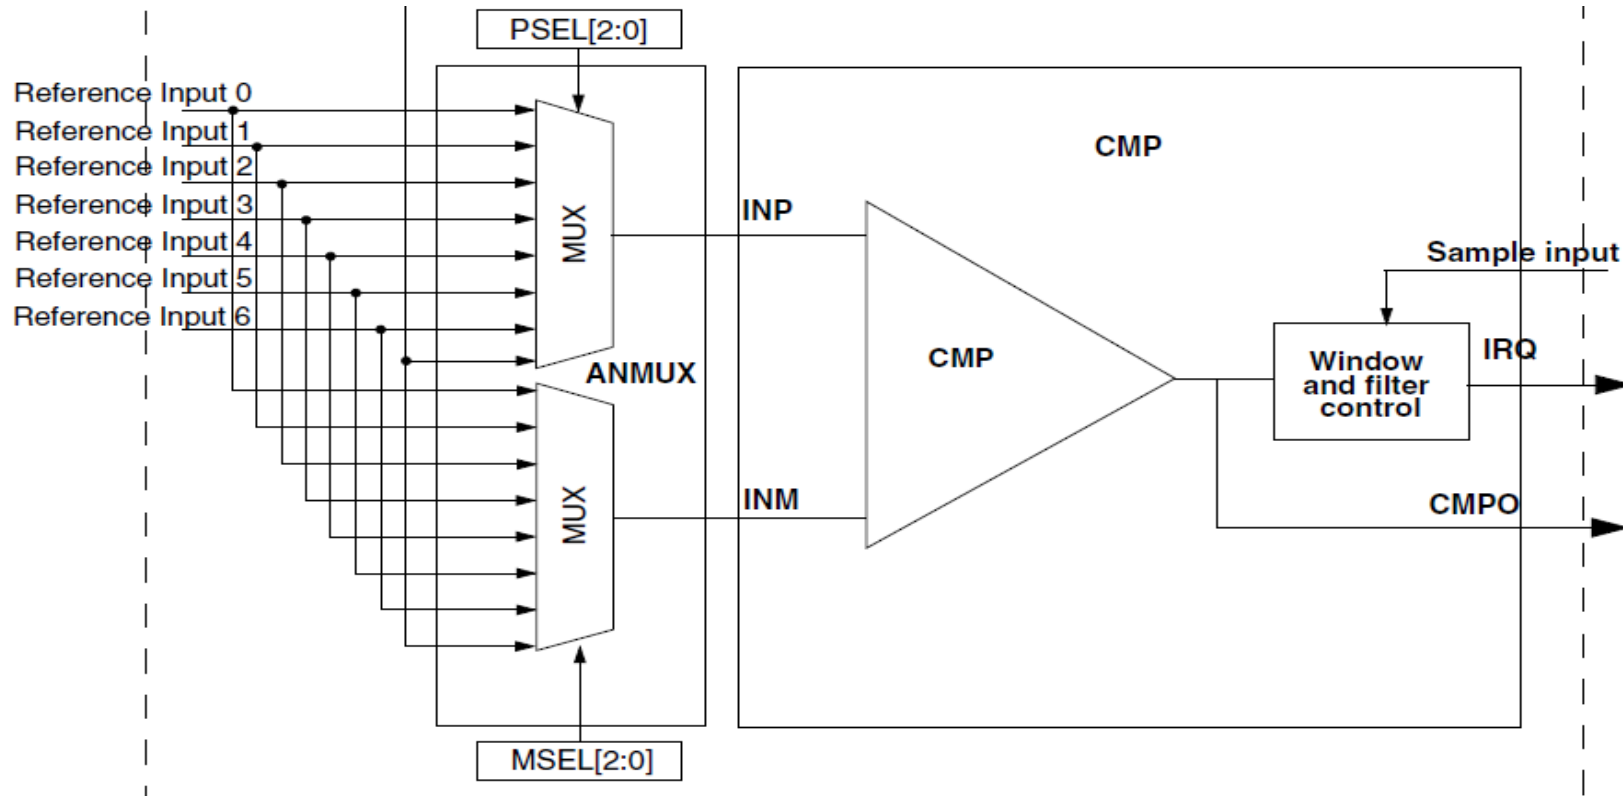 PSEL[2:0]
Reference Input 0
Reference Input 1
Reference Input 2
Reference Input 3
Reference Input 4
Reference Input 5
Reference Input 6
MUX
ANMUX
MUX
MSEL[2:0]
INP
INM
CMP
CMP
Sample input
Window
and filter
control
IRQ
CMPO